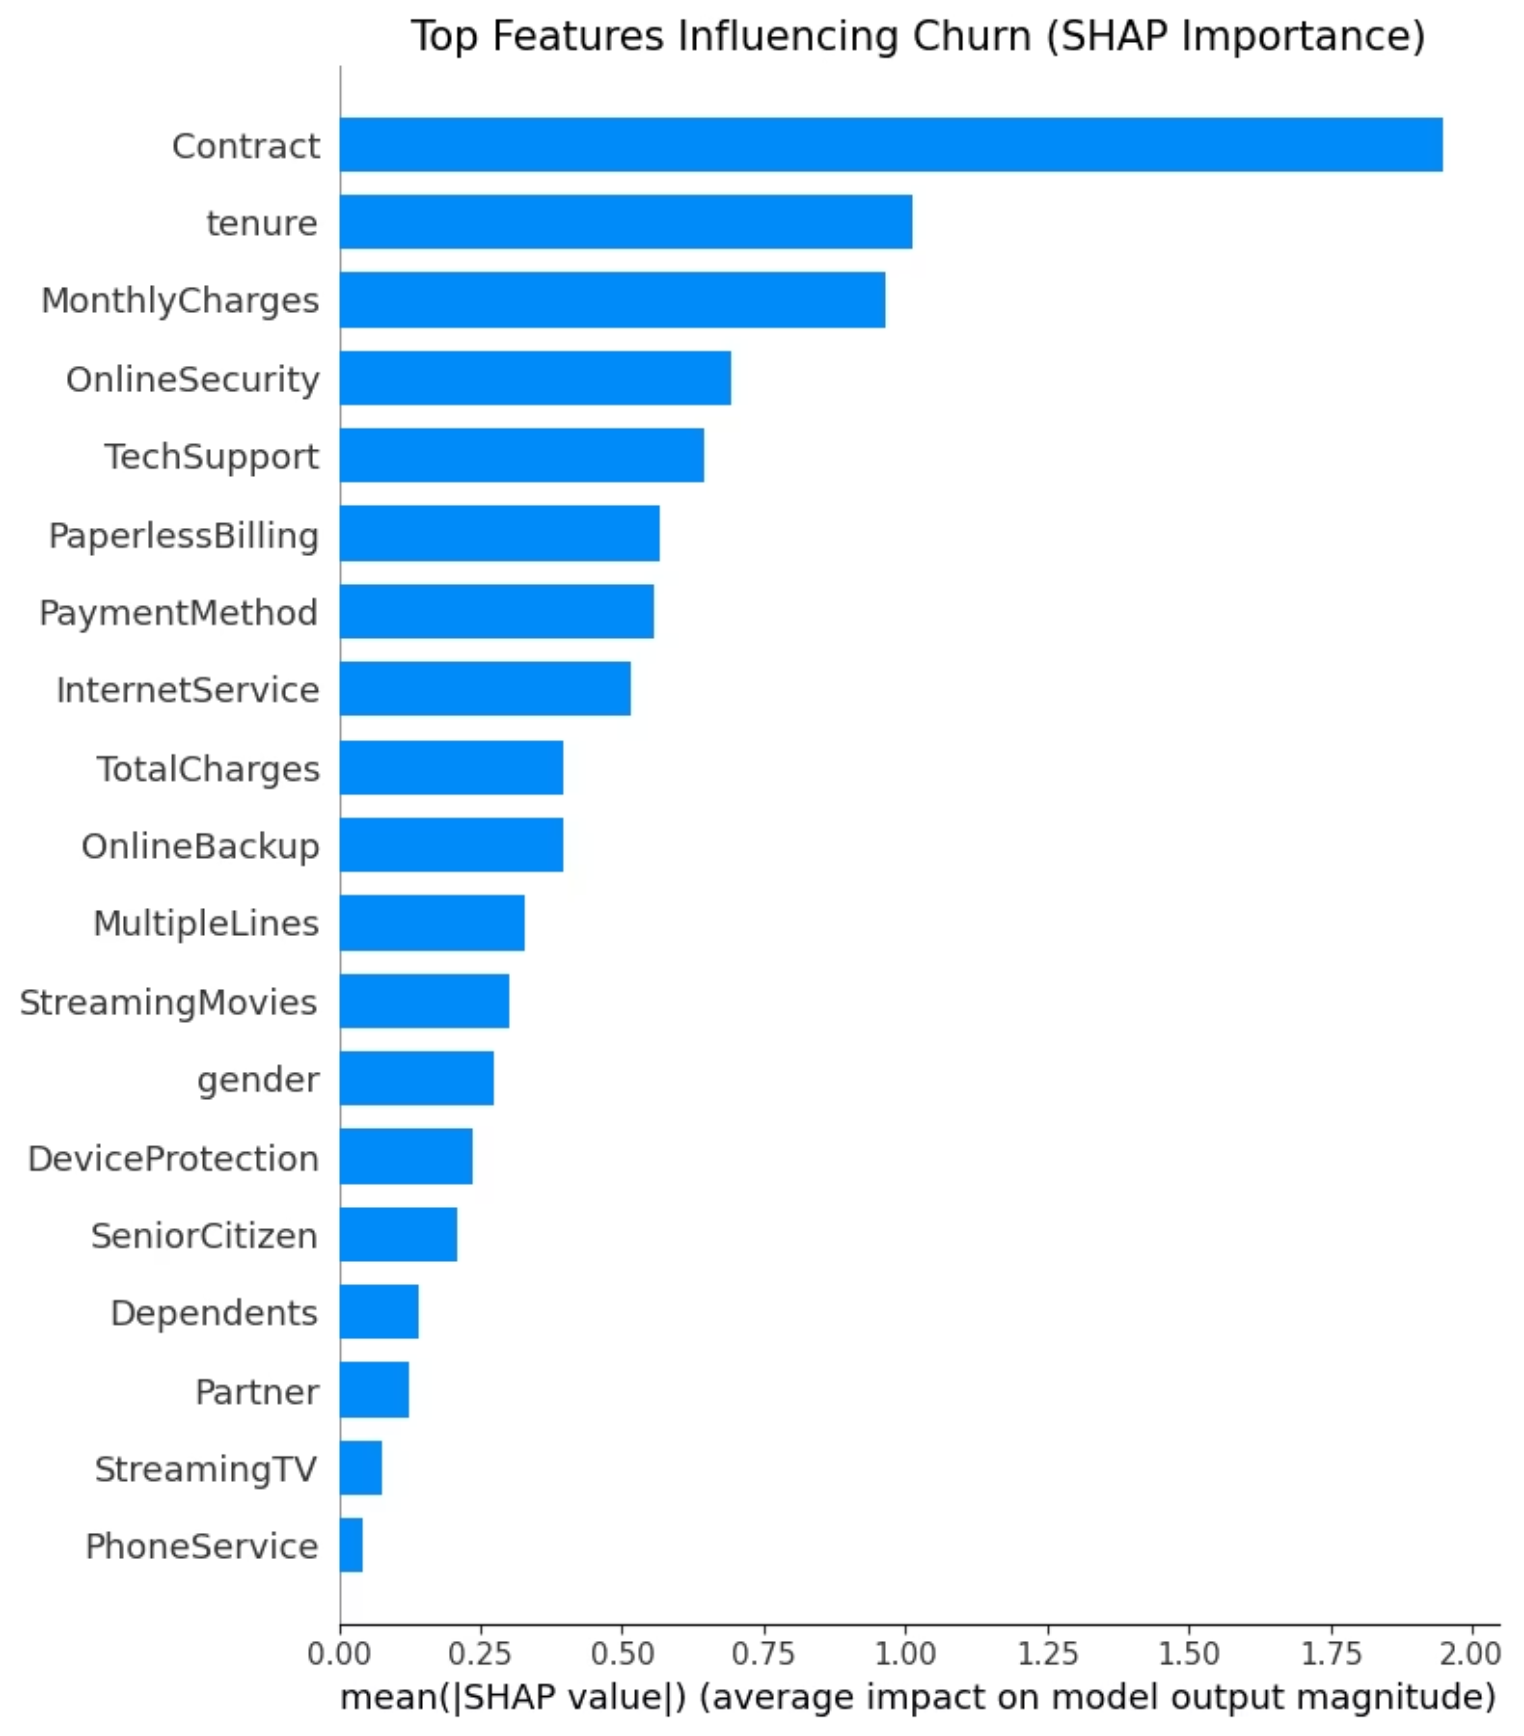 Top Features Influencing Churn (SHAP Importance)
Contract
tenure
MonthlyCharges
OnlineSecurity
TechSupport
PaperlessBilling
PaymentMethod
InternetService
TotalCharges
OnlineBackup
MultipleLines
StreamingMovies
gender
DeviceProtection
SeniorCitizen
Dependents
Partner
StreamingTV
PhoneService
0.00 0.25 0.50 0.75 1.00 1.25 1.50 1.75 2.00
mean(|SHAP value|) (average impact on model output magnitude)